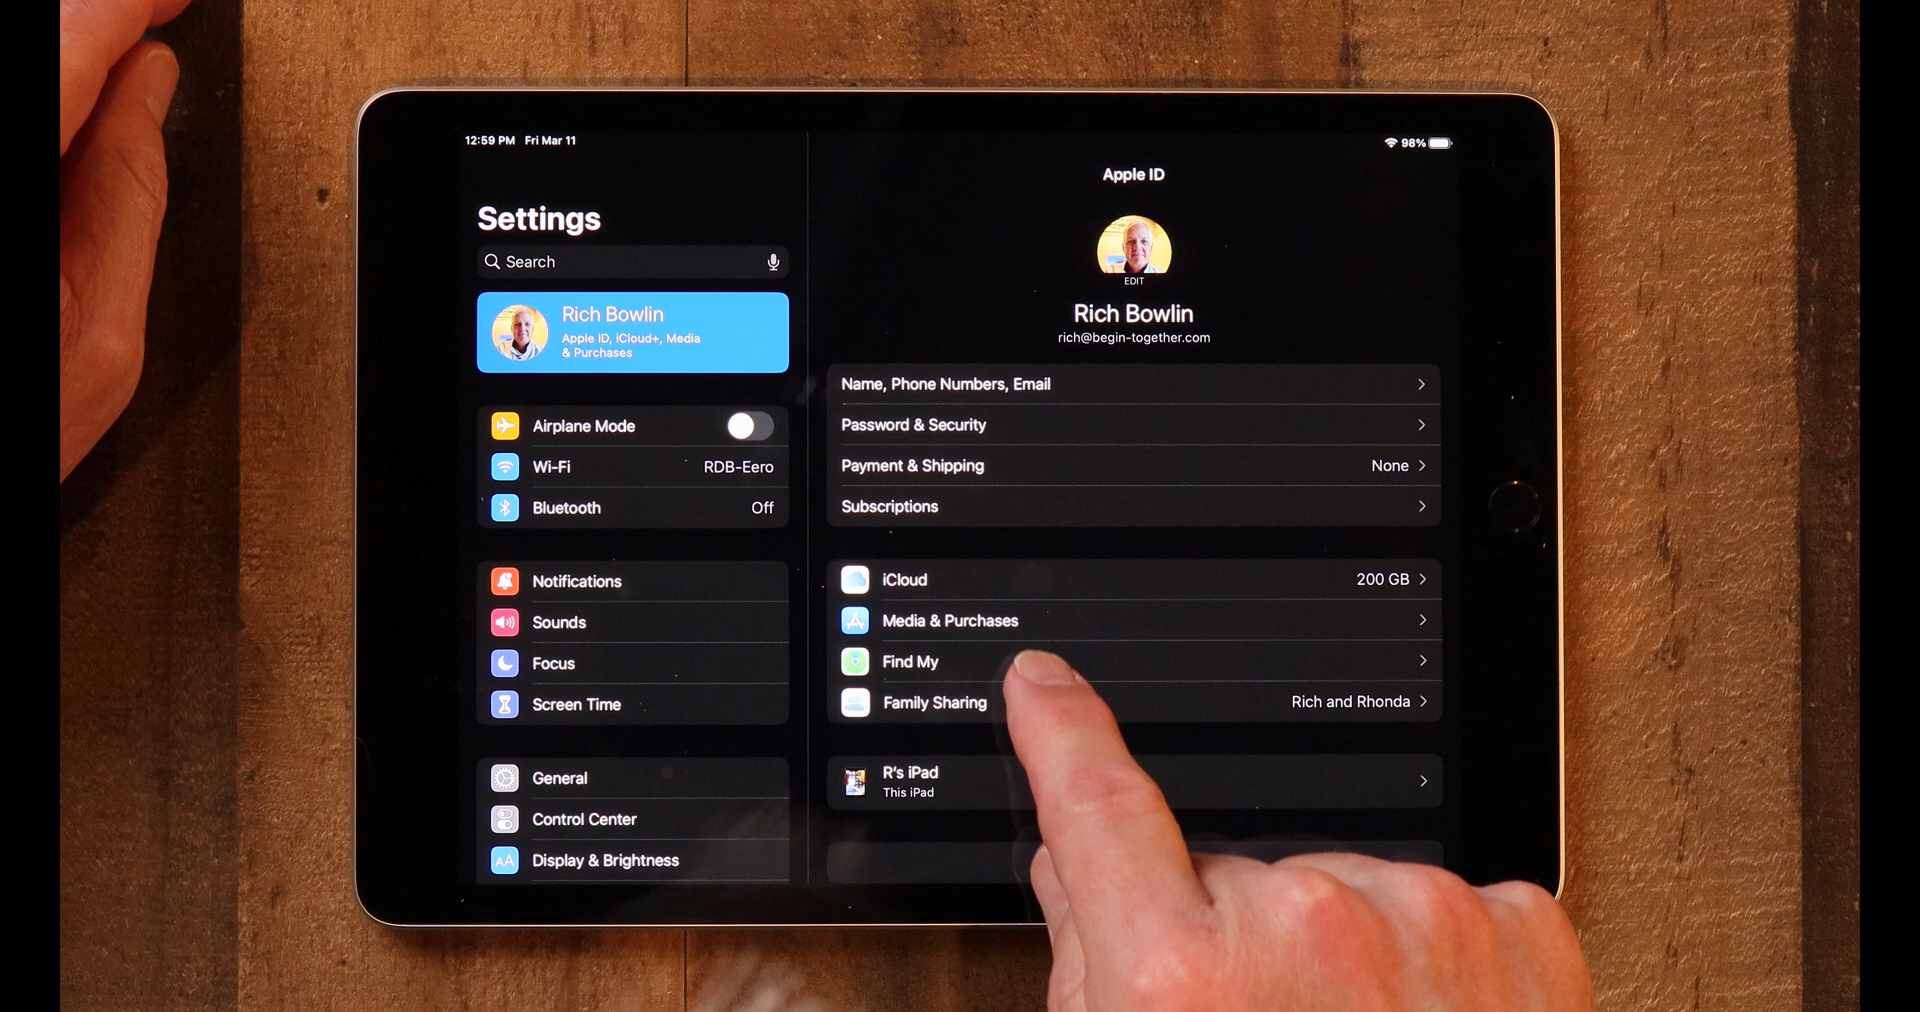 12:59 PM Fri Mar 11
98%
Settings
Search
Rich Bowlin
Apple ID, iCloud+, Media
& Purchases
Airplane Mode
Wi-Fi RDB-Eero
Bluetooth Off
Notifications
Sounds
Focus
Screen Time
General
Control Center
AA Display & Brightness
Apple ID
EDIT
Rich Bowlin
rich@begin-together.com
Name, Phone Numbers, Email
Password & Security
Payment & Shipping None
Subscriptions
iCloud 200 GB
Media & Purchases
Find My
Family Sharing Rich and Rhonda
R's iPad
This iPad